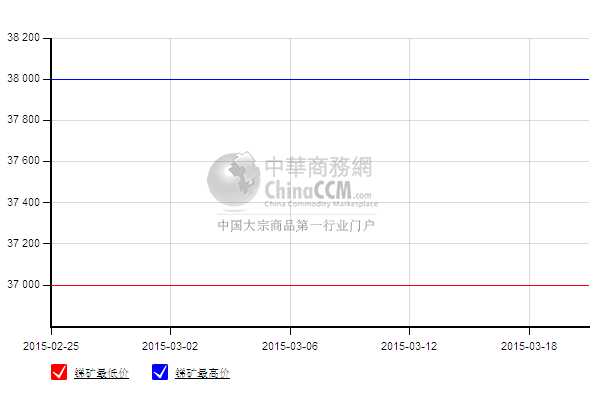 38 200
38 000
37 800
37 600
37 400
37 200
37 000
中華商務網
ChinaCCM.com
China Commodity Marketplace
中国大宗商品第一行业门户
2015-02-25
2015-03-02
2015-03-06
2015-03-12
2015-03-18
锑矿最低价
锑矿最高价